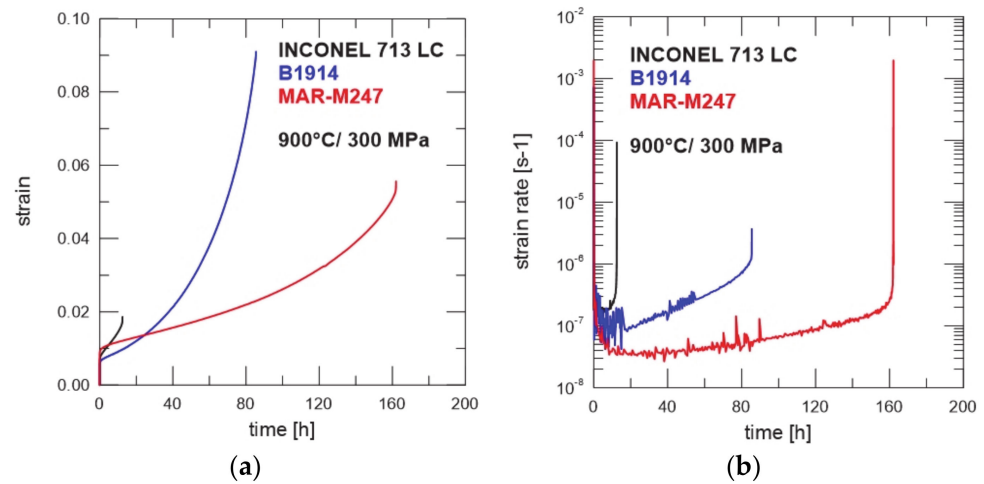 0.10
INCONEL 713 LC
B1914
MAR-M247
900°C/ 300 MPa
0.08
0.06
0.04
0.02
0.00
strain
0 40 80 120 160 200
time [h]
(a)
10-2
INCONEL 713 LC
B1914
MAR-M247
900°C/ 300 MPa
10-3
10-4
10-5
10-6
10-7
10-8
strain rate [s-1]
0 40 80 120 160 200
time [h]
(b)